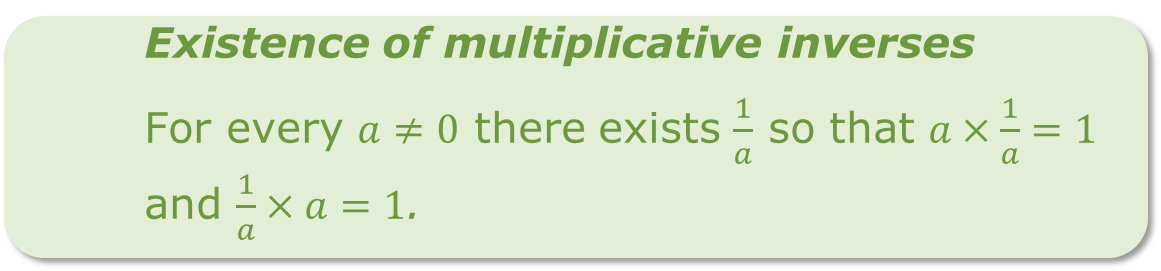 Existence of multiplicative inverses
For every a ≠ 0 there exists 1/a so that a × 1/a = 1
and 1/a × a = 1.